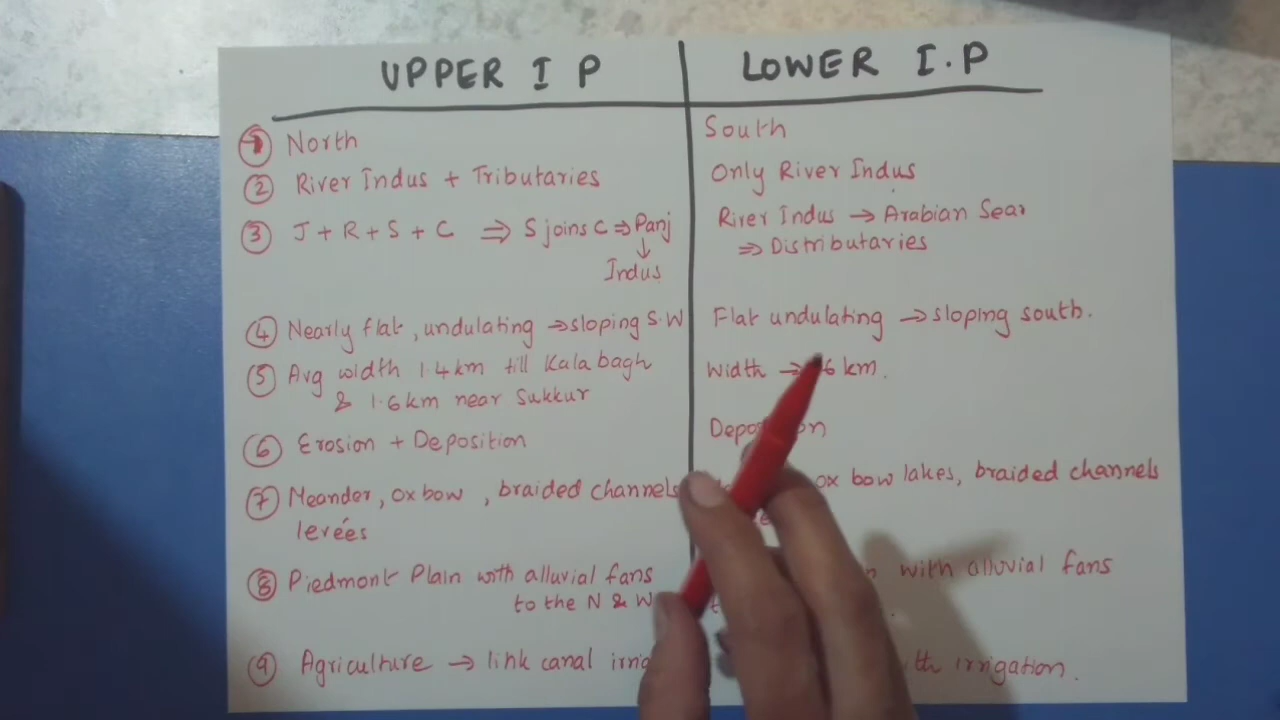 UPPER I P
LOWER I.P
① North
South
② River Indus + Tributaries
Only River Indus
③ J + R + S + C ⇒ S joins C ⇒ Panj
↓
Indus
River Indus → Arabian Sea
⇒ Distributaries
④ Nearly flat, undulating → sloping S.W
Flat undulating → sloping south.
⑤ Avg width 1.4km till Kalabagh
& 1.6km near Sukkur
Width → km.
⑥ Erosion + Deposition
⑦ Meander, ox bow, braided channels
levées
ox bow lakes, braided channels
⑧ Piedmont Plain with alluvial fans
to the N & W
with alluvial fans
⑨ Agriculture → link canal
irrigation.